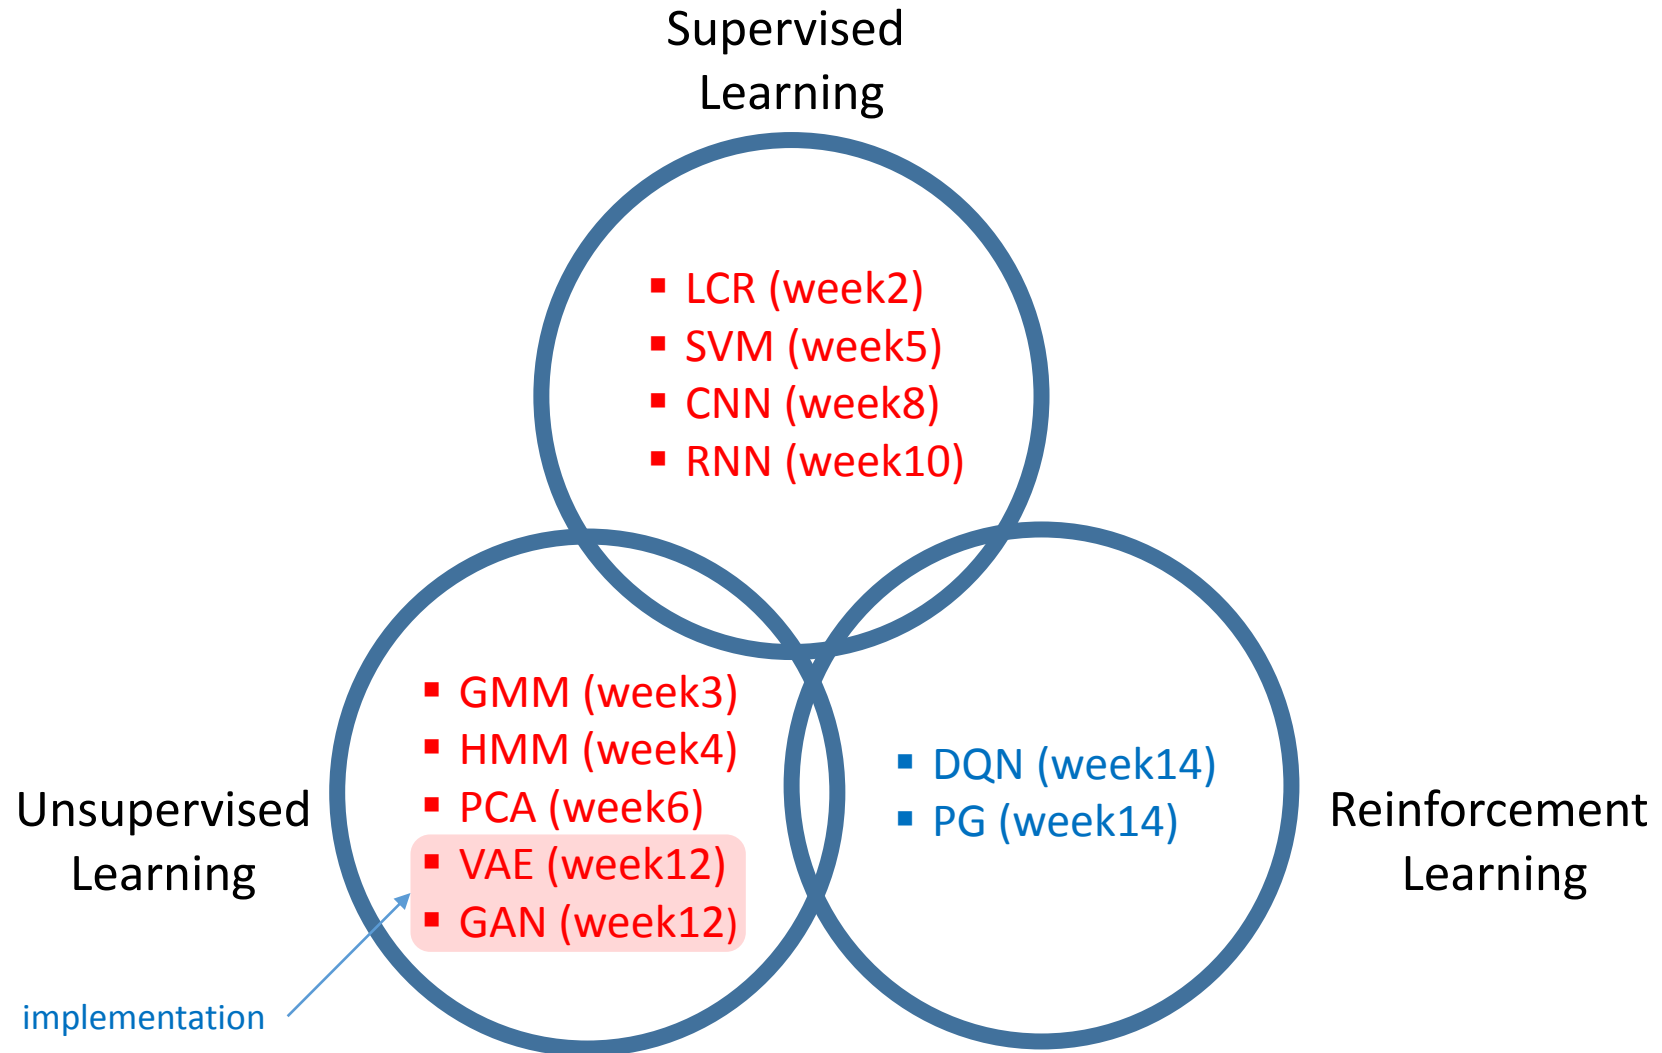 Supervised
Learning
▪ LCR (week2)
▪ SVM (week5)
▪ CNN (week8)
▪ RNN (week10)
▪ GMM (week3)
▪ HMM (week4)
▪ PCA (week6)
▪ VAE (week12)
▪ GAN (week12)
Unsupervised
Learning
implementation
▪ DQN (week14)
▪ PG (week14)
Reinforcement
Learning